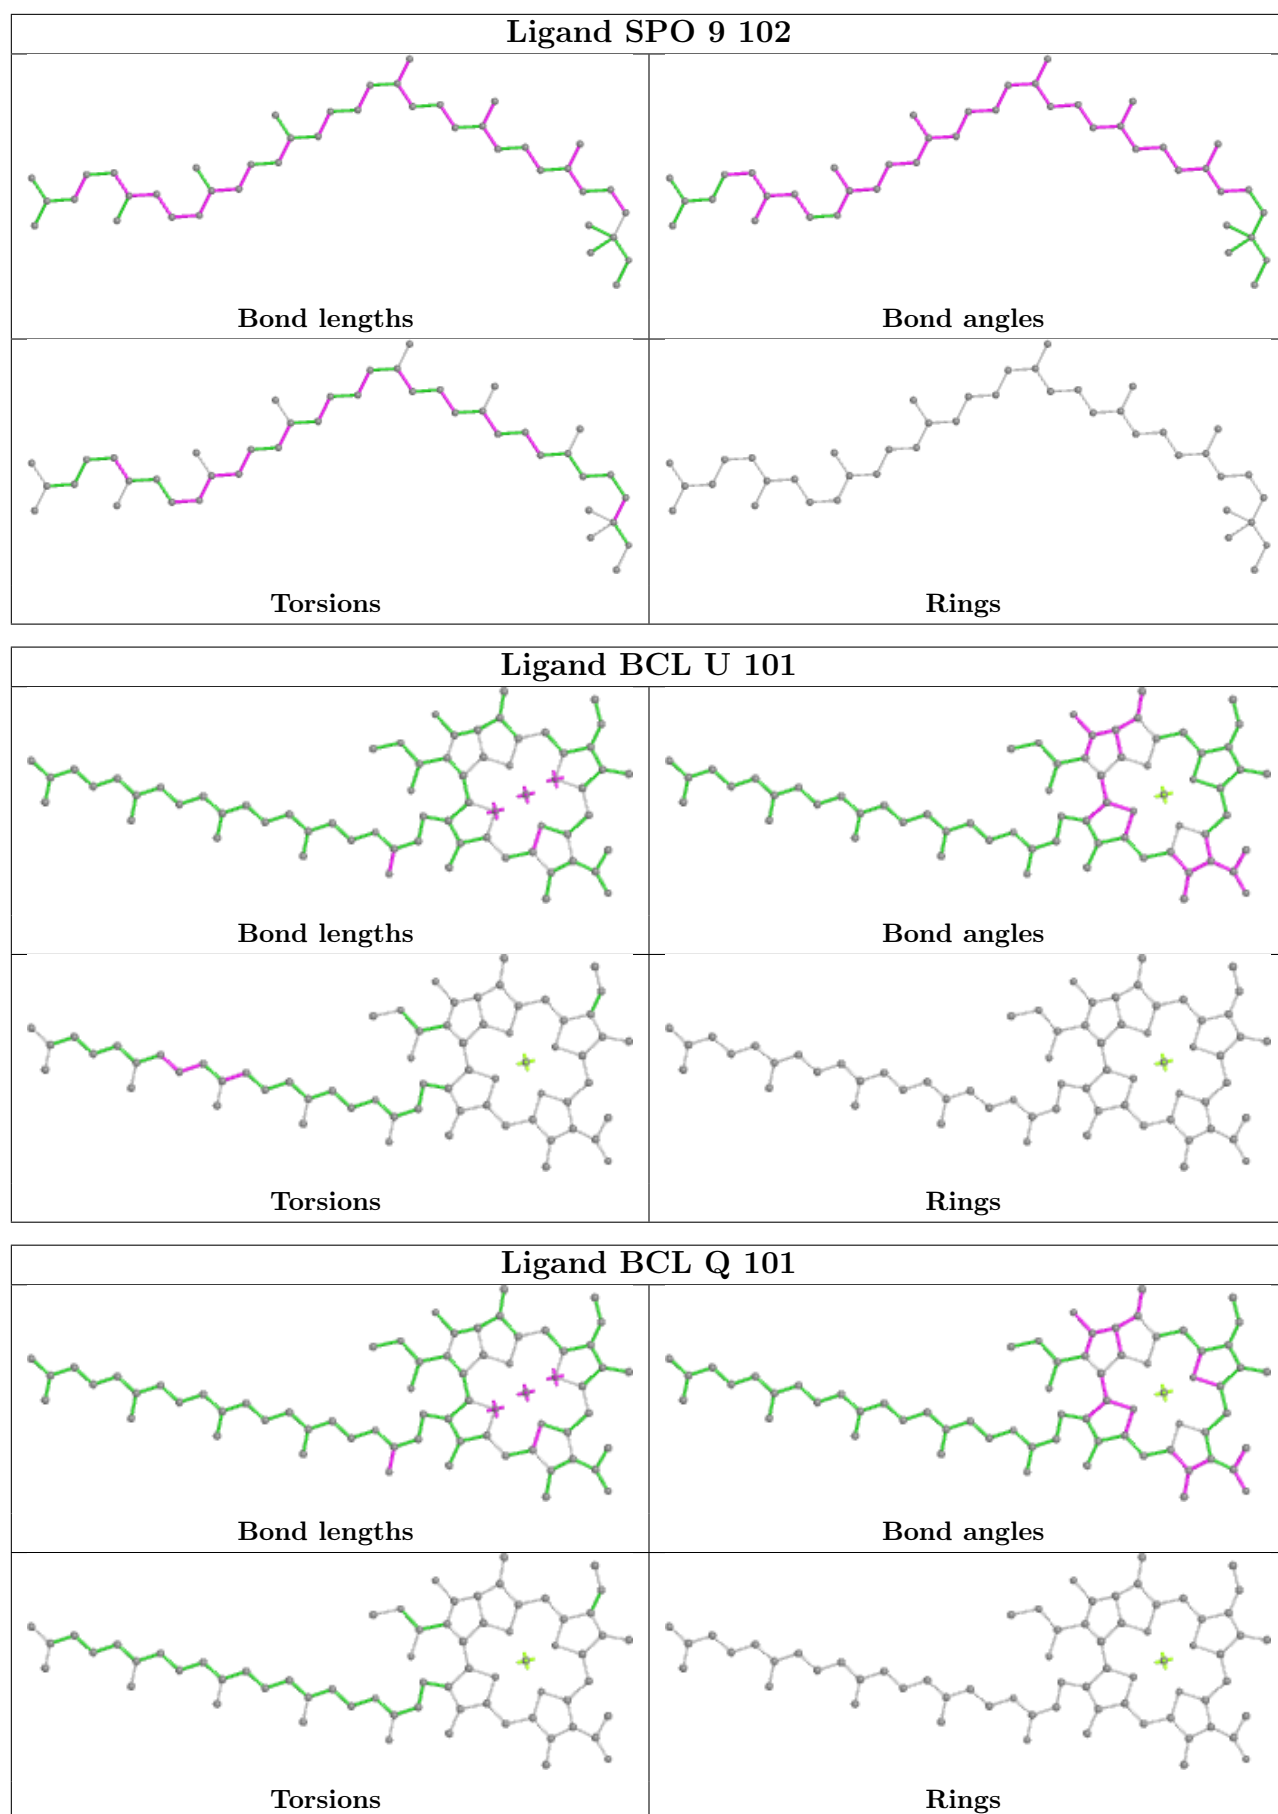 Ligand SPO 9 102
Bond lengths
Bond angles
Torsions
Rings
Ligand BCL U 101
Bond lengths
Bond angles
Torsions
Rings
Ligand BCL Q 101
Bond lengths
Bond angles
Torsions
Rings